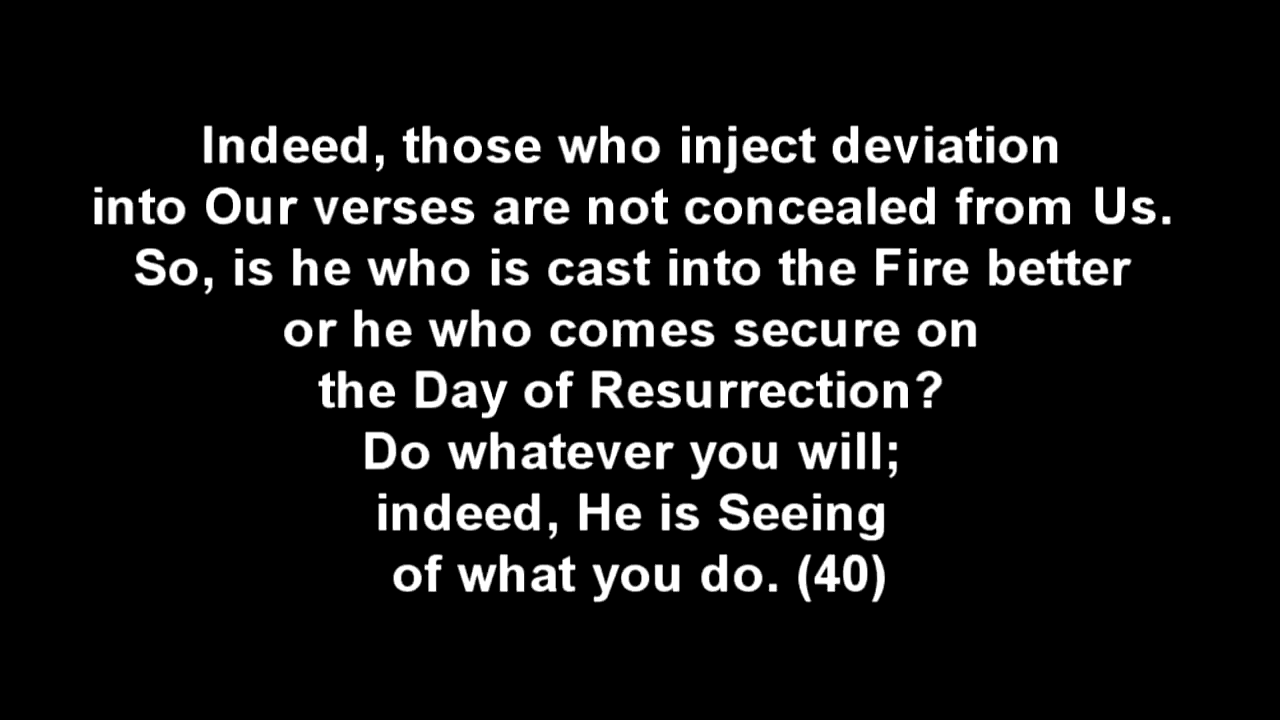 Indeed, those who inject deviation
into Our verses are not concealed from Us.
So, is he who is cast into the Fire better
or he who comes secure on
the Day of Resurrection?
Do whatever you will;
indeed, He is Seeing
of what you do. (40)